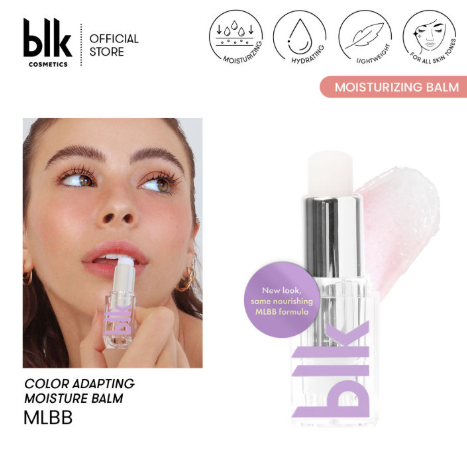 blk
COSMETICS
OFFICIAL
STORE
MOISTURIZING
HYDRATING
LIGHTWEIGHT
FOR ALL SKIN TONES
MOISTURIZING BALM
blk
New look,
same nourishing
MLBB formula
blk
COLOR ADAPTING
MOISTURE BALM
MLBB